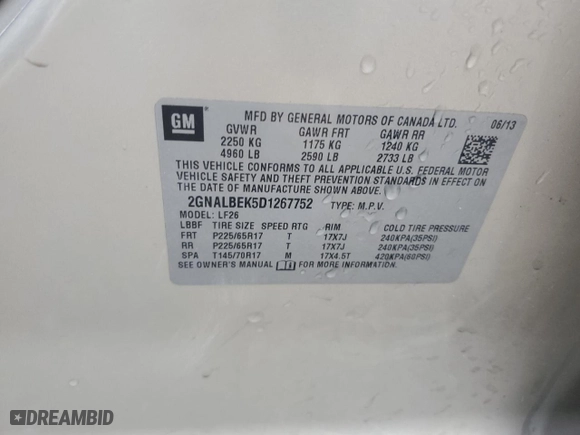 GM
MFD BY GENERAL MOTORS OF CANADA LTD. 06/13
GVWR GAWR FRT GAWR RR
2250 KG 1175 KG 1240 KG
4960 LB 2590 LB 2733 LB
THIS VEHICLE CONFORMS TO ALL APPLICABLE U.S. FEDERAL MOTOR
VEHICLE SAFETY AND THEFT PREVENTION STANDARDS IN EFFECT
ON THE DATE OF MANUFACTURE SHOWN ABOVE.
2GNALBEK5D1267752 TYPE: M.P.V.
MODEL: LF26
LBBF TIRE SIZE SPEED RTG RIM COLD TIRE PRESSURE
FRT P225/65R17 T 17X7J 240KPA(35PSI)
RR P225/65R17 T 17X7J 240KPA(35PSI)
SPA T145/70R17 M 17X4.5T 420KPA(60PSI)
SEE OWNER'S MANUAL FOR MORE INFORMATION
DREAMBID